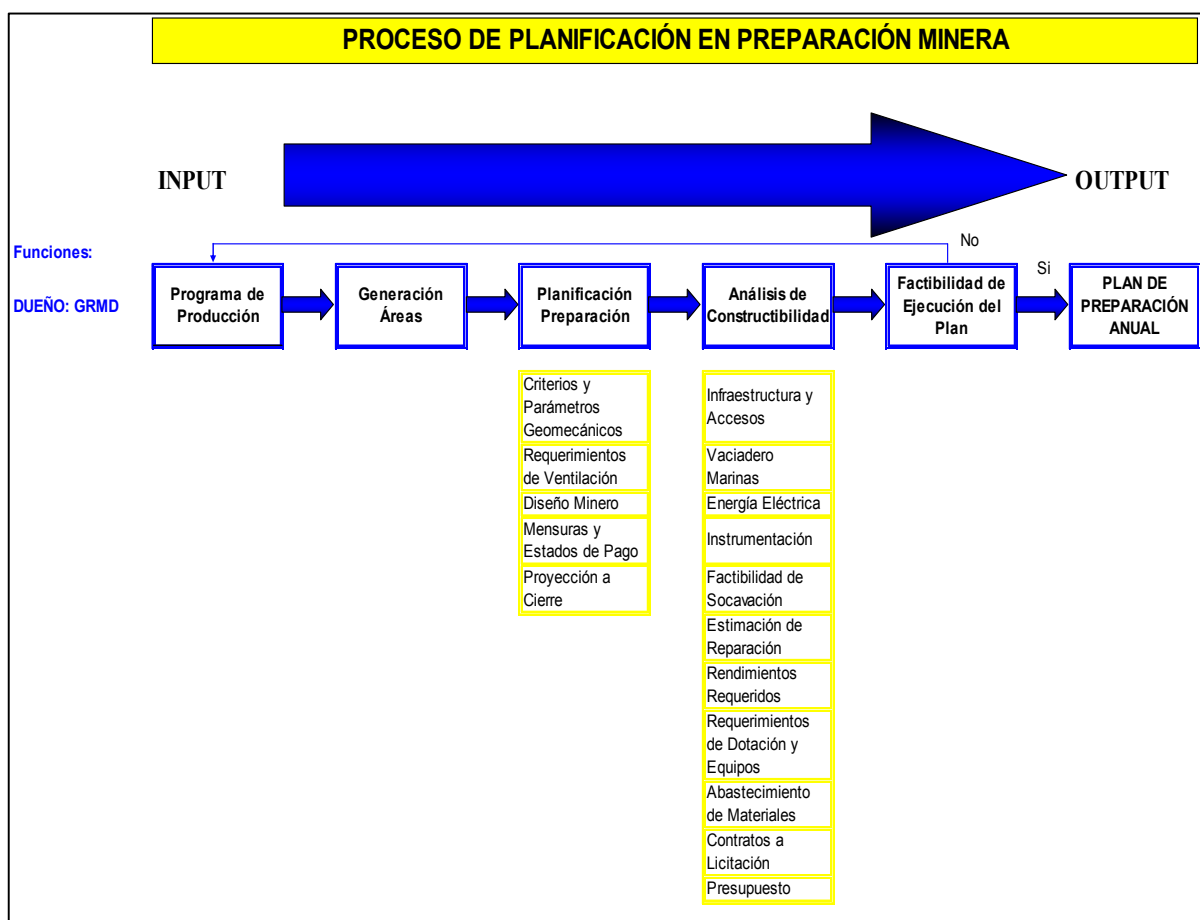 PROCESO DE PLANIFICACIÓN EN PREPARACIÓN MINERA
INPUT
OUTPUT
No
Funciones:
Si
DUEÑO: GRMD
Programa de
Producción
Generación
Áreas
Planificación
Preparación
Análisis de
Constructibilidad
Factibilidad de
Ejecución del
Plan
PLAN DE
PREPARACIÓN
ANUAL
Criterios y
Parámetros
Geomecánicos
Requerimientos
de Ventilación
Diseño Minero
Mensuras y
Estados de Pago
Proyección a
Cierre
Infraestructura y
Accesos
Vaciadero
Marinas
Energía Eléctrica
Instrumentación
Factibilidad de
Socavación
Estimación de
Reparación
Rendimientos
Requeridos
Requerimientos
de Dotación y
Equipos
Abastecimiento
de Materiales
Contratos a
Licitación
Presupuesto